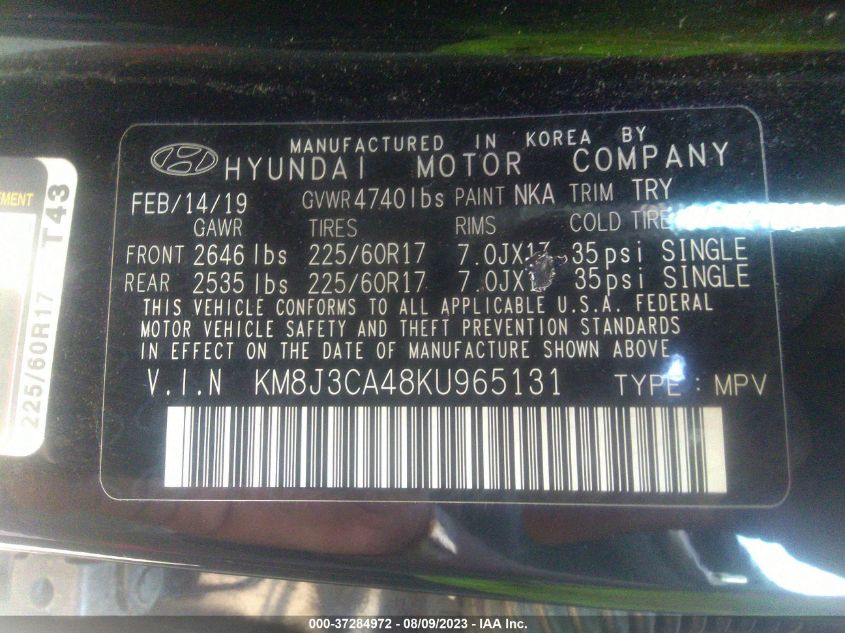 MANUFACTURED IN KOREA BY
HYUNDAI MOTOR COMPANY
FEB/14/19 GVWR 4740lbs PAINT NKA TRIM TRY
GAWR TIRES RIMS COLD TIRE
FRONT 2646 lbs 225/60R17 7.0JX17 35psi SINGLE
REAR 2535 lbs 225/60R17 35psi SINGLE
THIS VEHICLE CONFORMS TO ALL APPLICABLE U.S.A. FEDERAL
MOTOR VEHICLE SAFETY AND THEFT PREVENTION STANDARDS
IN EFFECT ON THE DATE OF MANUFACTURE SHOWN ABOVE.
V.I.N KM8J3CA48KU965131 TYPE : MPV
225/60R17 T43
000-37284972 - 08/09/2023 - IAA Inc.